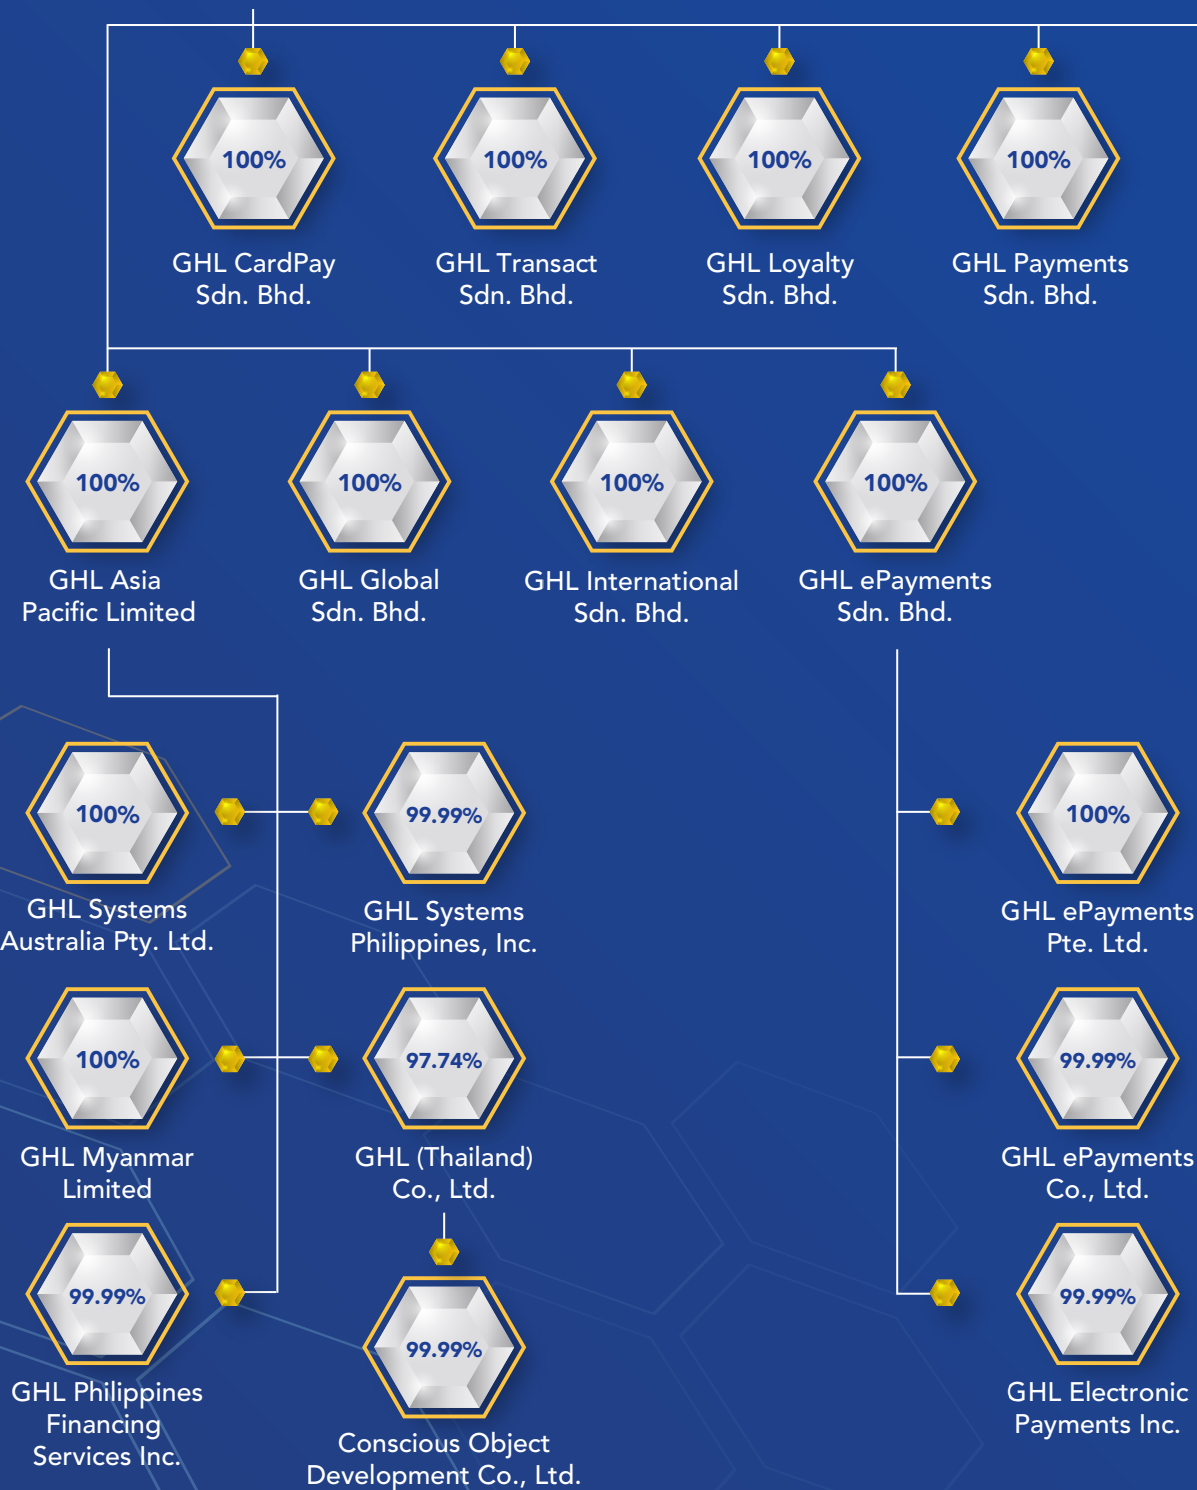 100%
GHL CardPay
Sdn. Bhd.
100%
GHL Transact
Sdn. Bhd.
100%
GHL Loyalty
Sdn. Bhd.
100%
GHL Payments
Sdn. Bhd.
100%
GHL Asia
Pacific Limited
100%
GHL Global
Sdn. Bhd.
100%
GHL International
Sdn. Bhd.
100%
GHL ePayments
Sdn. Bhd.
100%
GHL Systems
Australia Pty. Ltd.
99.99%
GHL Systems
Philippines, Inc.
100%
GHL ePayments
Pte. Ltd.
100%
GHL Myanmar
Limited
97.74%
GHL (Thailand)
Co., Ltd.
99.99%
GHL ePayments
Co., Ltd.
99.99%
GHL Philippines
Financing
Services Inc.
99.99%
Conscious Object
Development Co., Ltd.
99.99%
GHL Electronic
Payments Inc.